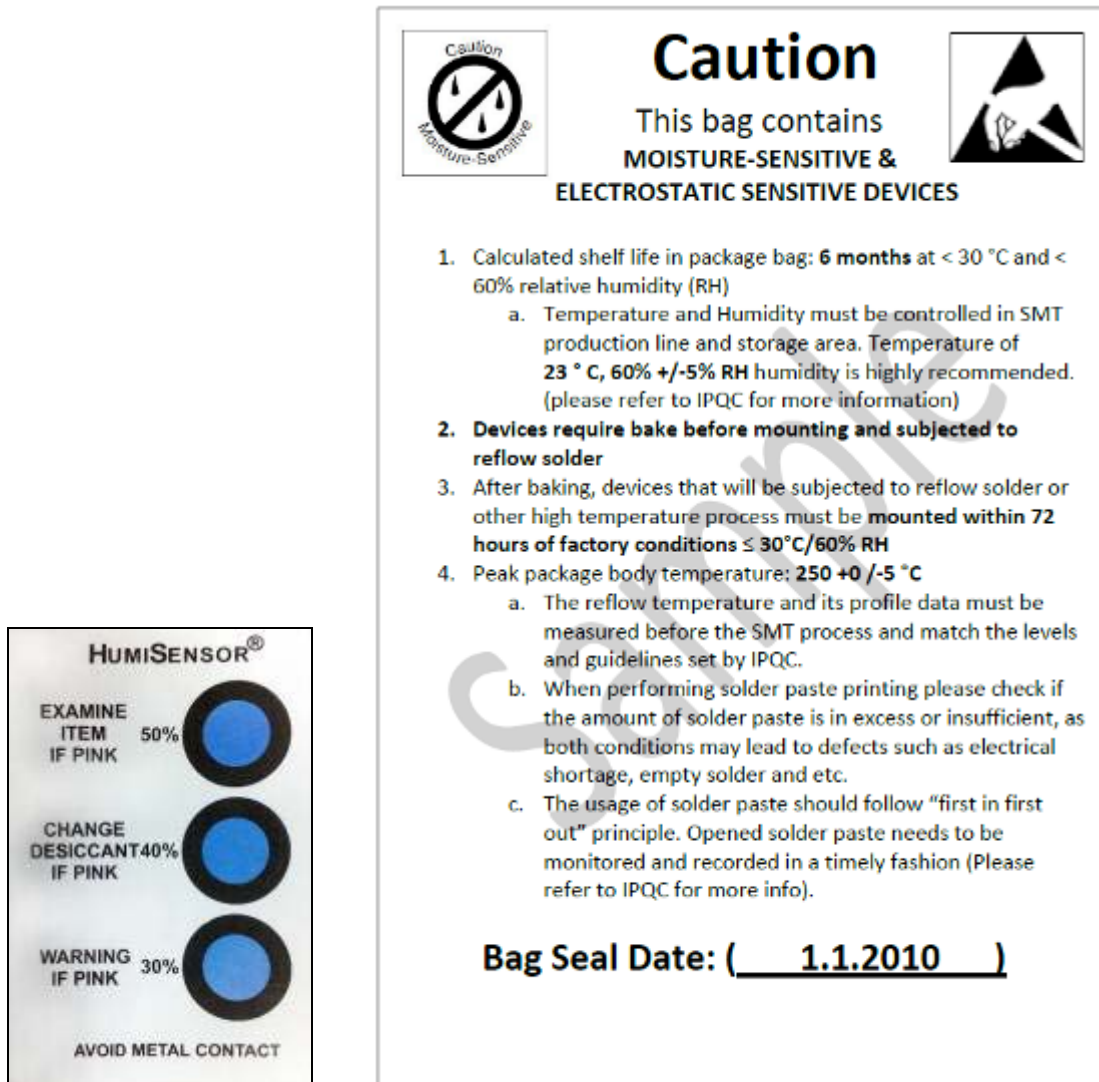 HUMISENSOR®
EXAMINE
ITEM 50%
IF PINK
CHANGE
DESICCANT40%
IF PINK
WARNING
IF PINK 30%
AVOID METAL CONTACT
Caution
Moisture-Sensitive
Caution
This bag contains
MOISTURE-SENSITIVE &
ELECTROSTATIC SENSITIVE DEVICES
1. Calculated shelf life in package bag: 6 months at < 30 °C and <
60% relative humidity (RH)
a. Temperature and Humidity must be controlled in SMT
production line and storage area. Temperature of
23 ° C, 60% +/-5% RH humidity is highly recommended.
(please refer to IPQC for more information)
2. Devices require bake before mounting and subjected to
reflow solder
3. After baking, devices that will be subjected to reflow solder or
other high temperature process must be mounted within 72
hours of factory conditions ≤ 30°C/60% RH
4. Peak package body temperature: 250 +0 /-5 °C
a. The reflow temperature and its profile data must be
measured before the SMT process and match the levels
and guidelines set by IPQC.
b. When performing solder paste printing please check if
the amount of solder paste is in excess or insufficient, as
both conditions may lead to defects such as electrical
shortage, empty solder and etc.
c. The usage of solder paste should follow “first in first
out” principle. Opened solder paste needs to be
monitored and recorded in a timely fashion (Please
refer to IPQC for more info).
Bag Seal Date: ( 1.1.2010 )
Sample